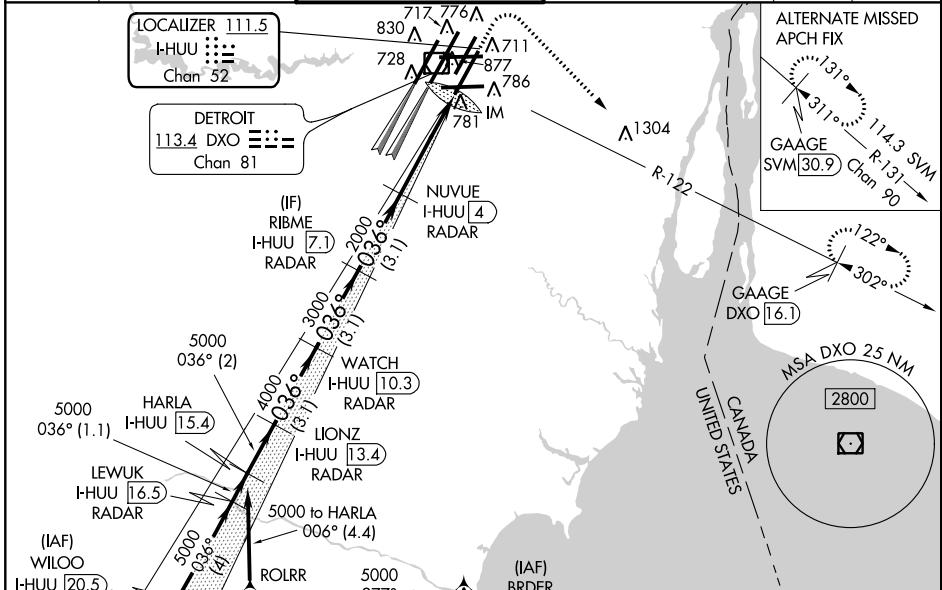 LOCALIZER 111.5
I-HUU
Chan 52
DETROIT
113.4 DXO
Chan 81
717
776
830
711
728
877
786
781
IM
1304
R-122
ALTERNATE MISSED
APCH FIX
131°
311°
114.3 SVM
R-131
Chan 90
GAAGE
SVM 30.9
122°
302°
GAAGE
DXO 16.1
NUVUE
I-HUU 4
RADAR
(IF)
RIBME
I-HUU 7.1
RADAR
2000
036°
(3.1)
3000
036°
(3.1)
WATCH
I-HUU 10.3
RADAR
5000
036° (2)
4000
036°
(3.1)
HARLA
I-HUU 15.4
5000
036° (1.1)
LIONZ
I-HUU 13.4
RADAR
LEWUK
I-HUU 16.5
RADAR
5000 to HARLA
006° (4.4)
5000
036°
(4)
(IAF)
WILOO
I-HUU 20.5
ROLRR
5000
(IAF)
CANADA
UNITED STATES
MSA DXO 25 NM
2800